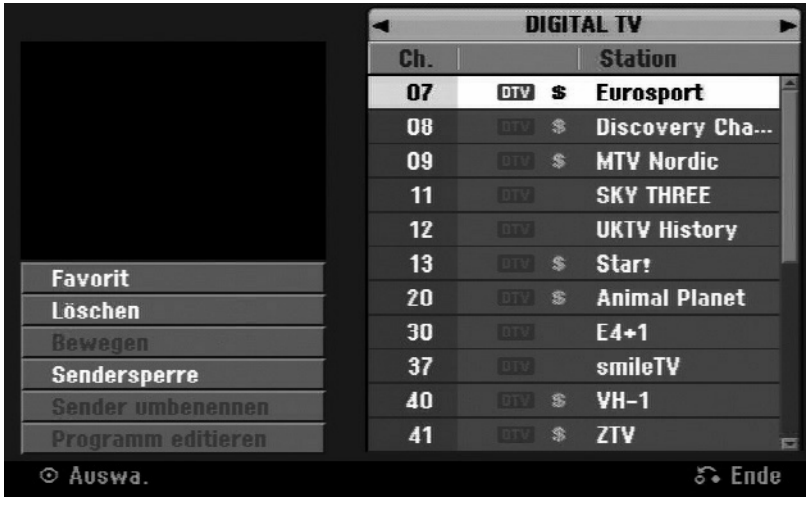 DIGITAL TV
Ch. Station
07 DTV $ Eurosport
08 DTV $ Discovery Cha...
09 DTV $ MTV Nordic
11 DTV SKY THREE
12 DTV UKTV History
13 DTV $ Star!
20 DTV $ Animal Planet
30 DTV E4+1
37 DTV smileTV
40 DTV $ VH-1
41 DTV $ ZTV
Favorit
Löschen
Bewegen
Sendersperre
Sender umbenennen
Programm editieren
Auswa. Ende